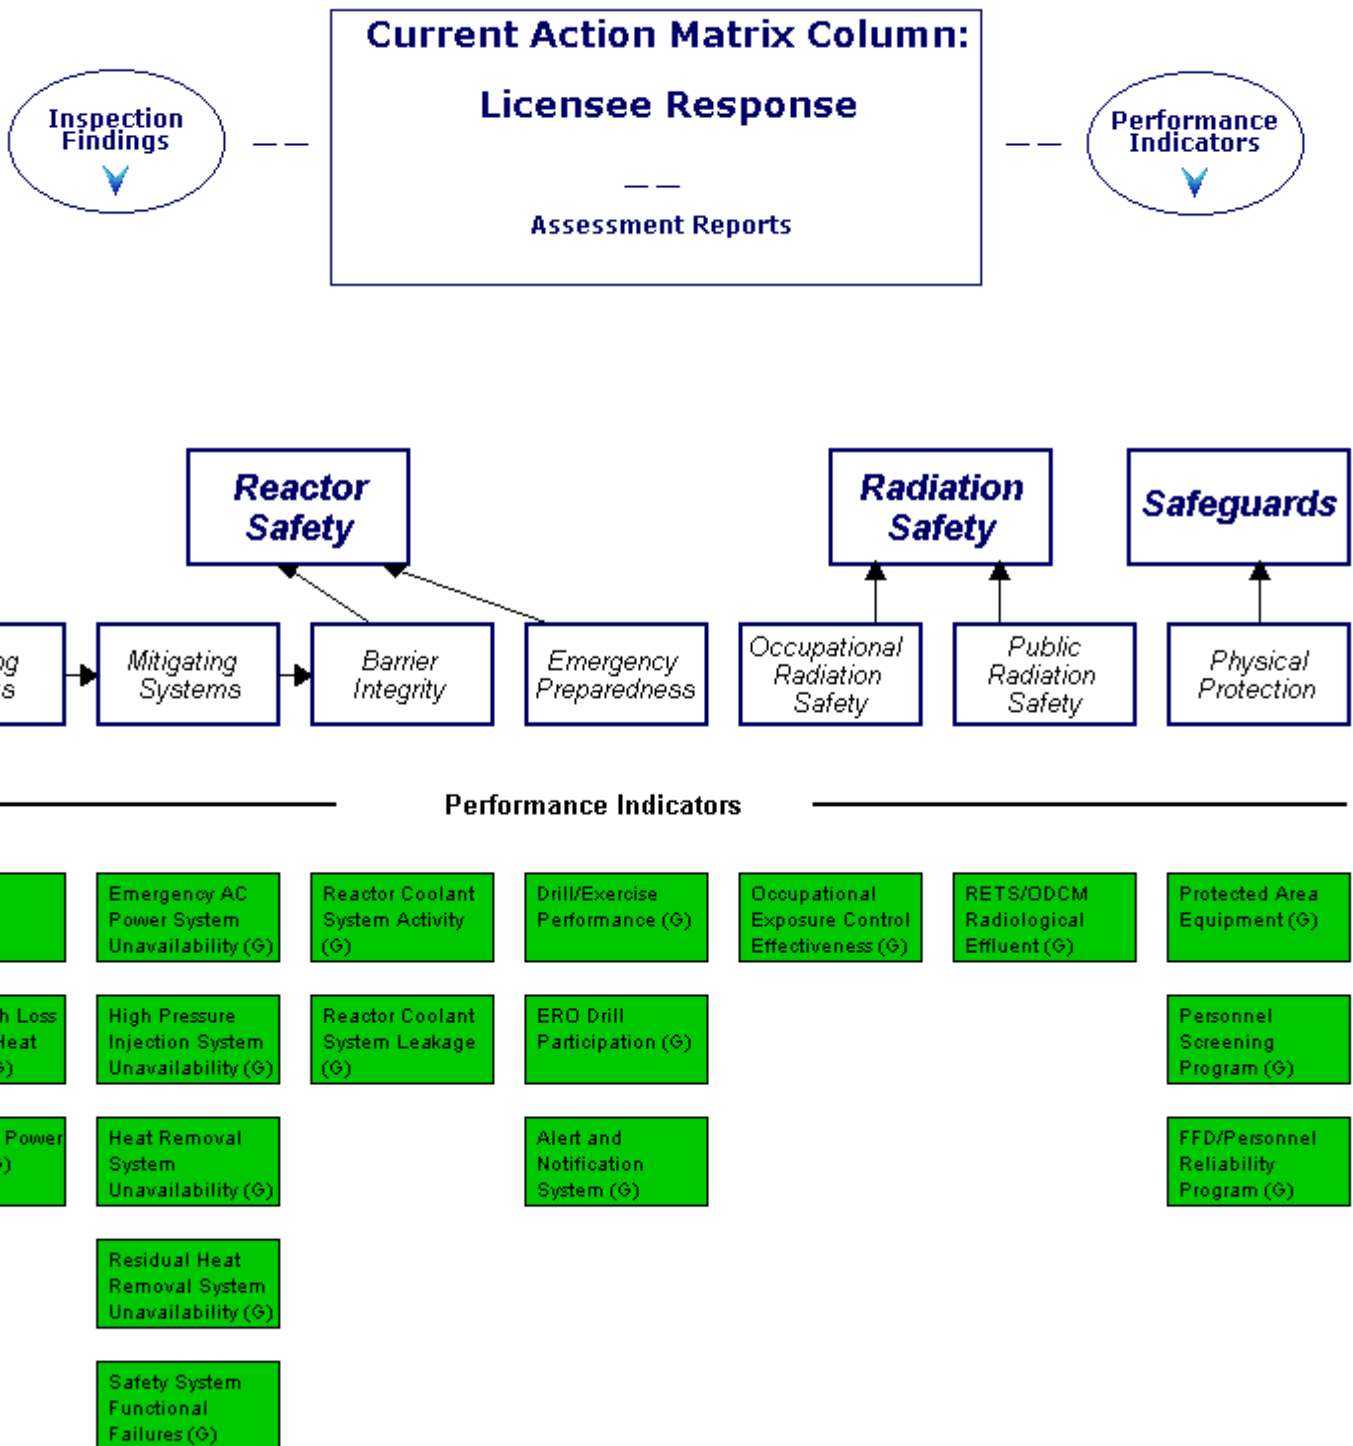 Current Action Matrix Column:
Licensee Response
Assessment Reports
Inspection
Findings
Performance
Indicators
Reactor
Safety
Radiation
Safety
Safeguards
Mitigating
Systems
Barrier
Integrity
Emergency
Preparedness
Occupational
Radiation
Safety
Public
Radiation
Safety
Physical
Protection
Performance Indicators
Emergency AC
Power System
Unavailability (G)
Reactor Coolant
System Activity
(G)
Drill/Exercise
Performance (G)
Occupational
Exposure Control
Effectiveness (G)
RETS/ODCM
Radiological
Effluent (G)
Protected Area
Equipment (G)
Loss
Heat
High Pressure
Injection System
Unavailability (G)
Reactor Coolant
System Leakage
(G)
ERO Drill
Participation (G)
Personnel
Screening
Program (G)
Power
Heat Removal
System
Unavailability (G)
Alert and
Notification
System (G)
FFD/Personnel
Reliability
Program (G)
Residual Heat
Removal System
Unavailability (G)
Safety System
Functional
Failures (G)